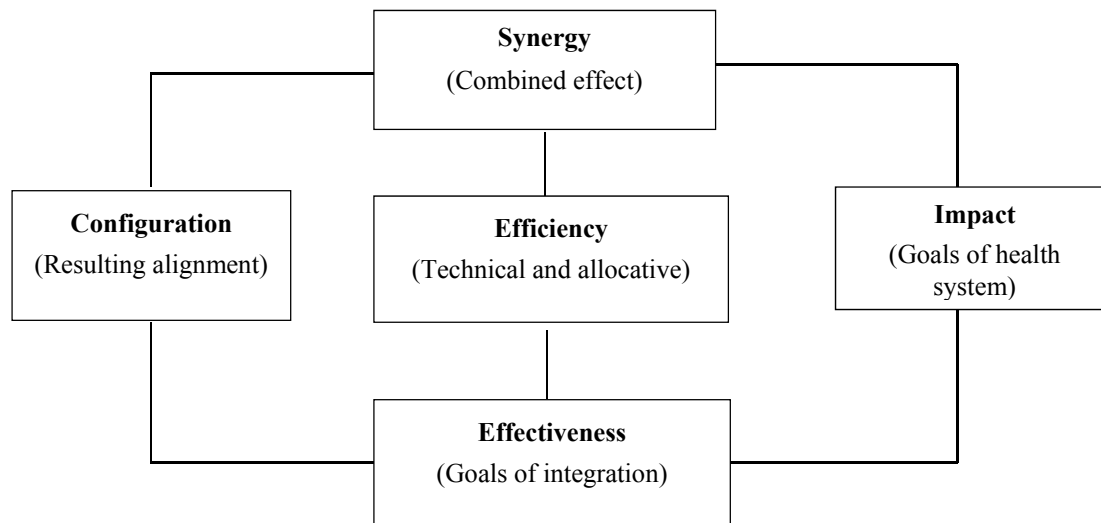 Synergy
(Combined effect)
Configuration
(Resulting alignment)
Efficiency
(Technical and allocative)
Impact
(Goals of health
system)
Effectiveness
(Goals of integration)